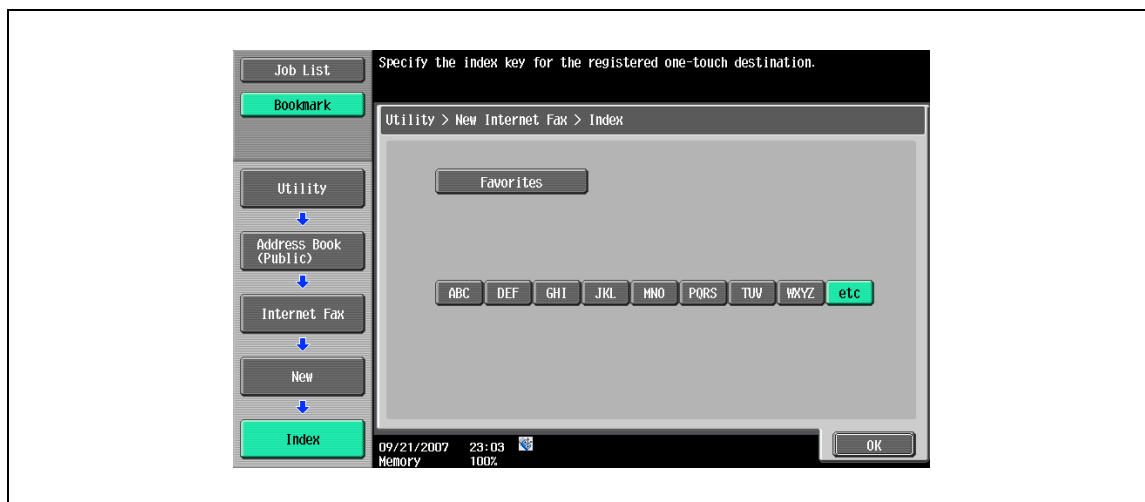 Job List
Bookmark
Utility
Address Book
(Public)
Internet Fax
New
Index
Specify the index key for the registered one-touch destination.
Utility > New Internet Fax > Index
Favorites
ABC DEF GHI JKL MNO PQRS TUV WXYZ etc
09/21/2007 23:03
Memory 100%
OK